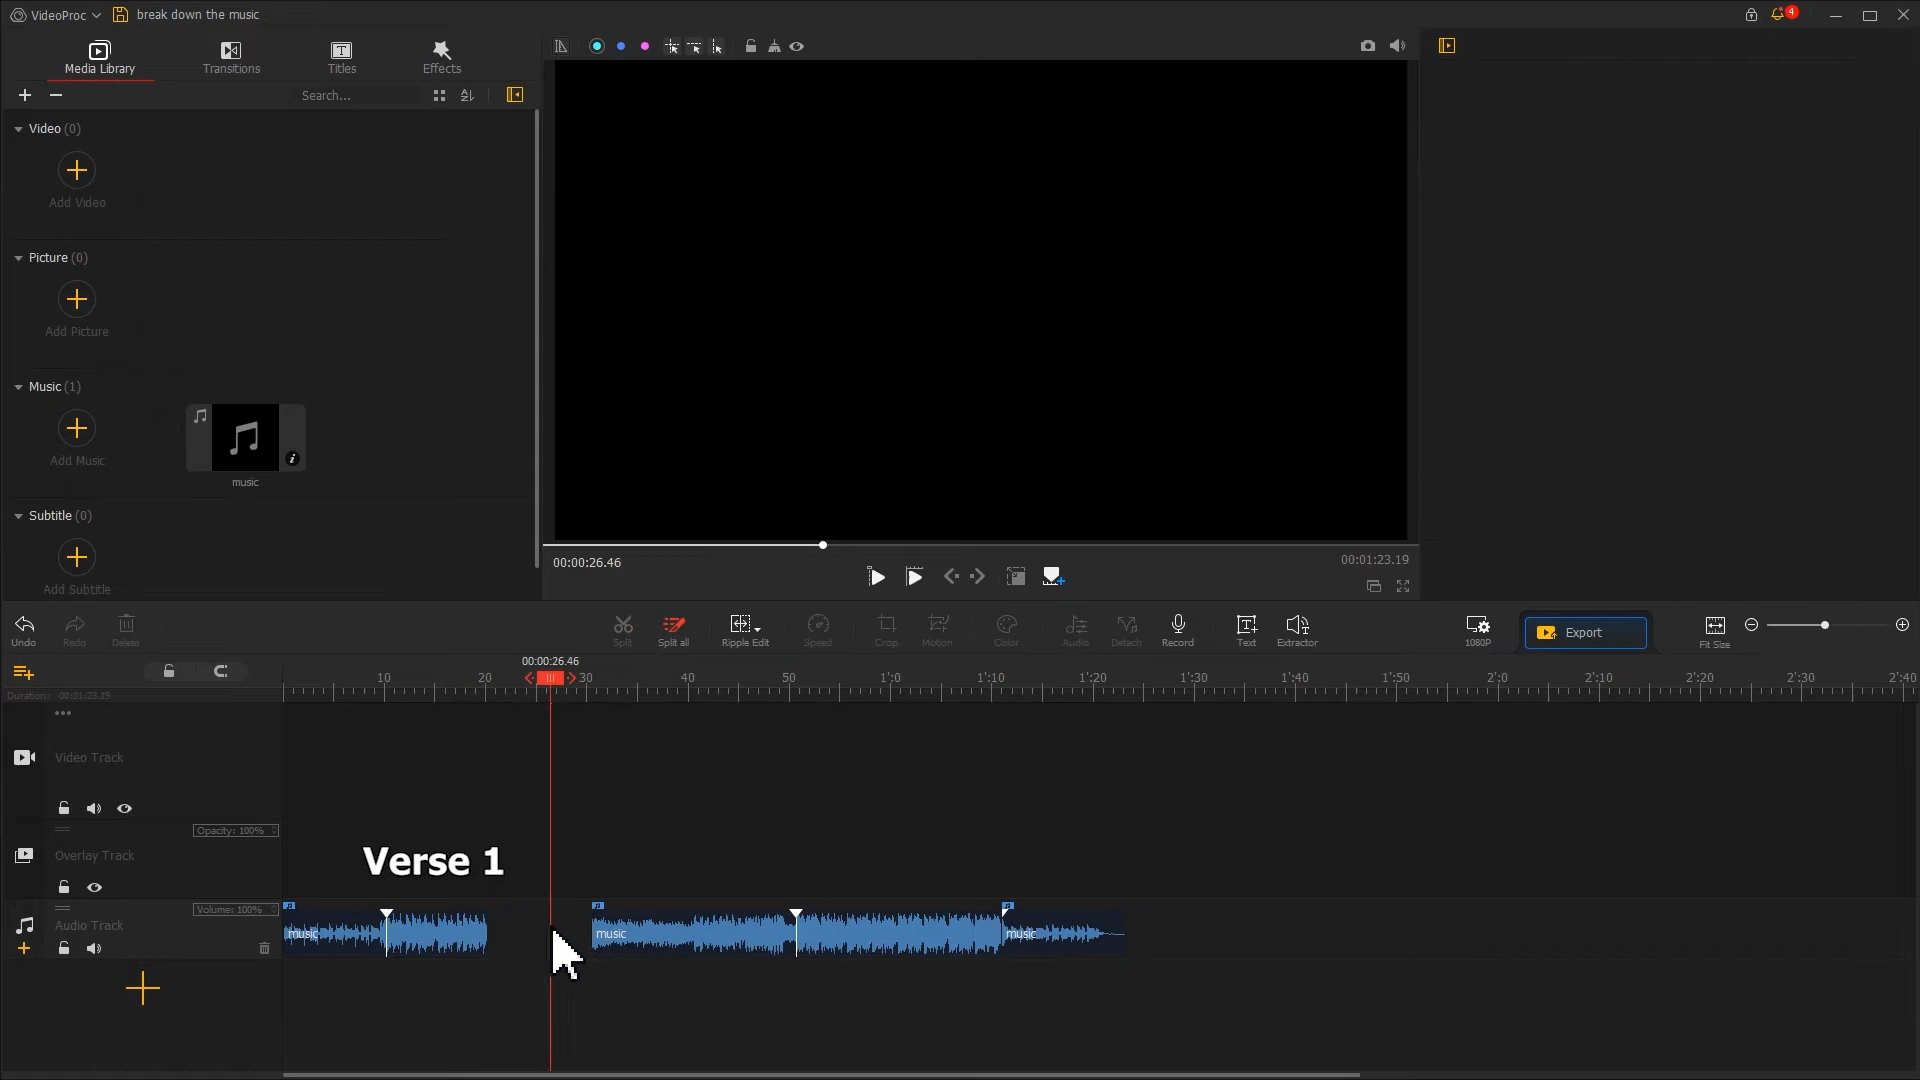 VideoProc
break down the music
4
Media Library
Transitions
Titles
Effects
Search...
Video (0)
Add Video
Picture (0)
Add Picture
Music (1)
Add Music
music
Subtitle (0)
Add Subtitle
00:00:26.46
00:01:23.19
Undo
Redo
Delete
Split
Split all
Ripple Edit
Speed
Crop
Motion
Color
Audio
Detach
Record
Text
Extractor
1080P
Export
Fit Size
00:00:26.46
10 20 30 40 50 1'0 1'10 1'20 1'30 1'40 1'50 2'0 2'10 2'20 2'30 2'40
Duration: 00:01:23.19
Video Track
Opacity: 100%
Overlay Track
Verse 1
Volume: 100%
Audio Track
music
music
music